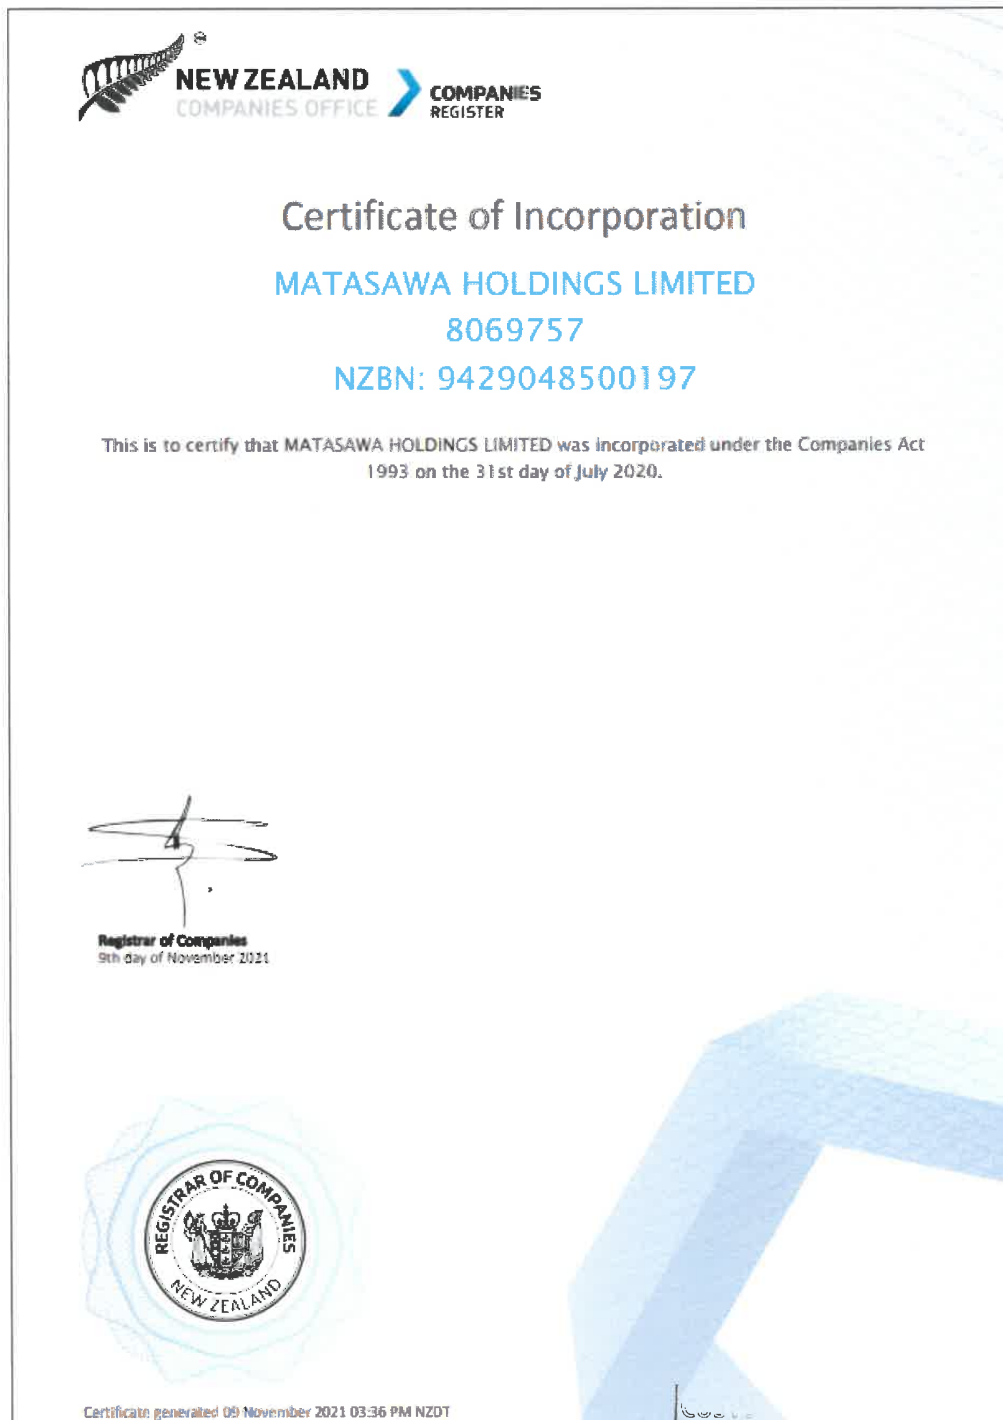 ®
NEW ZEALAND
COMPANIES OFFICE
COMPANIES
REGISTER
Certificate of Incorporation
MATASAWA HOLDINGS LIMITED
8069757
NZBN: 9429048500197
This is to certify that MATASAWA HOLDINGS LIMITED was incorporated under the Companies Act
1993 on the 31st day of July 2020.
Registrar of Companies
9th day of November 2021
REGISTRAR OF COMPANIES
NEW ZEALAND
Certificate generated 09 November 2021 03:36 PM NZDT